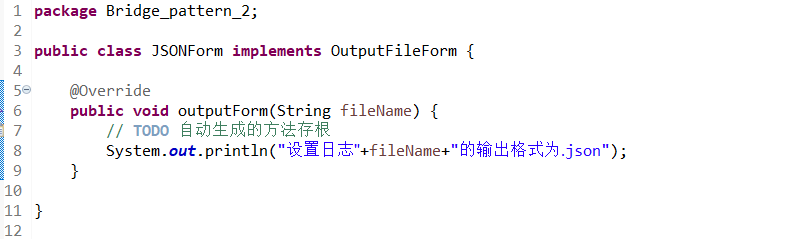 1 package Bridge_pattern_2;
2
3 public class JSONForm implements OutputFileForm {
4
5 @Override
6 public void outputForm(String fileName) {
7 // TODO 自动生成的方法存根
8 System.out.println("设置日志"+fileName+"的输出格式为.json");
9 }
10
11 }
12